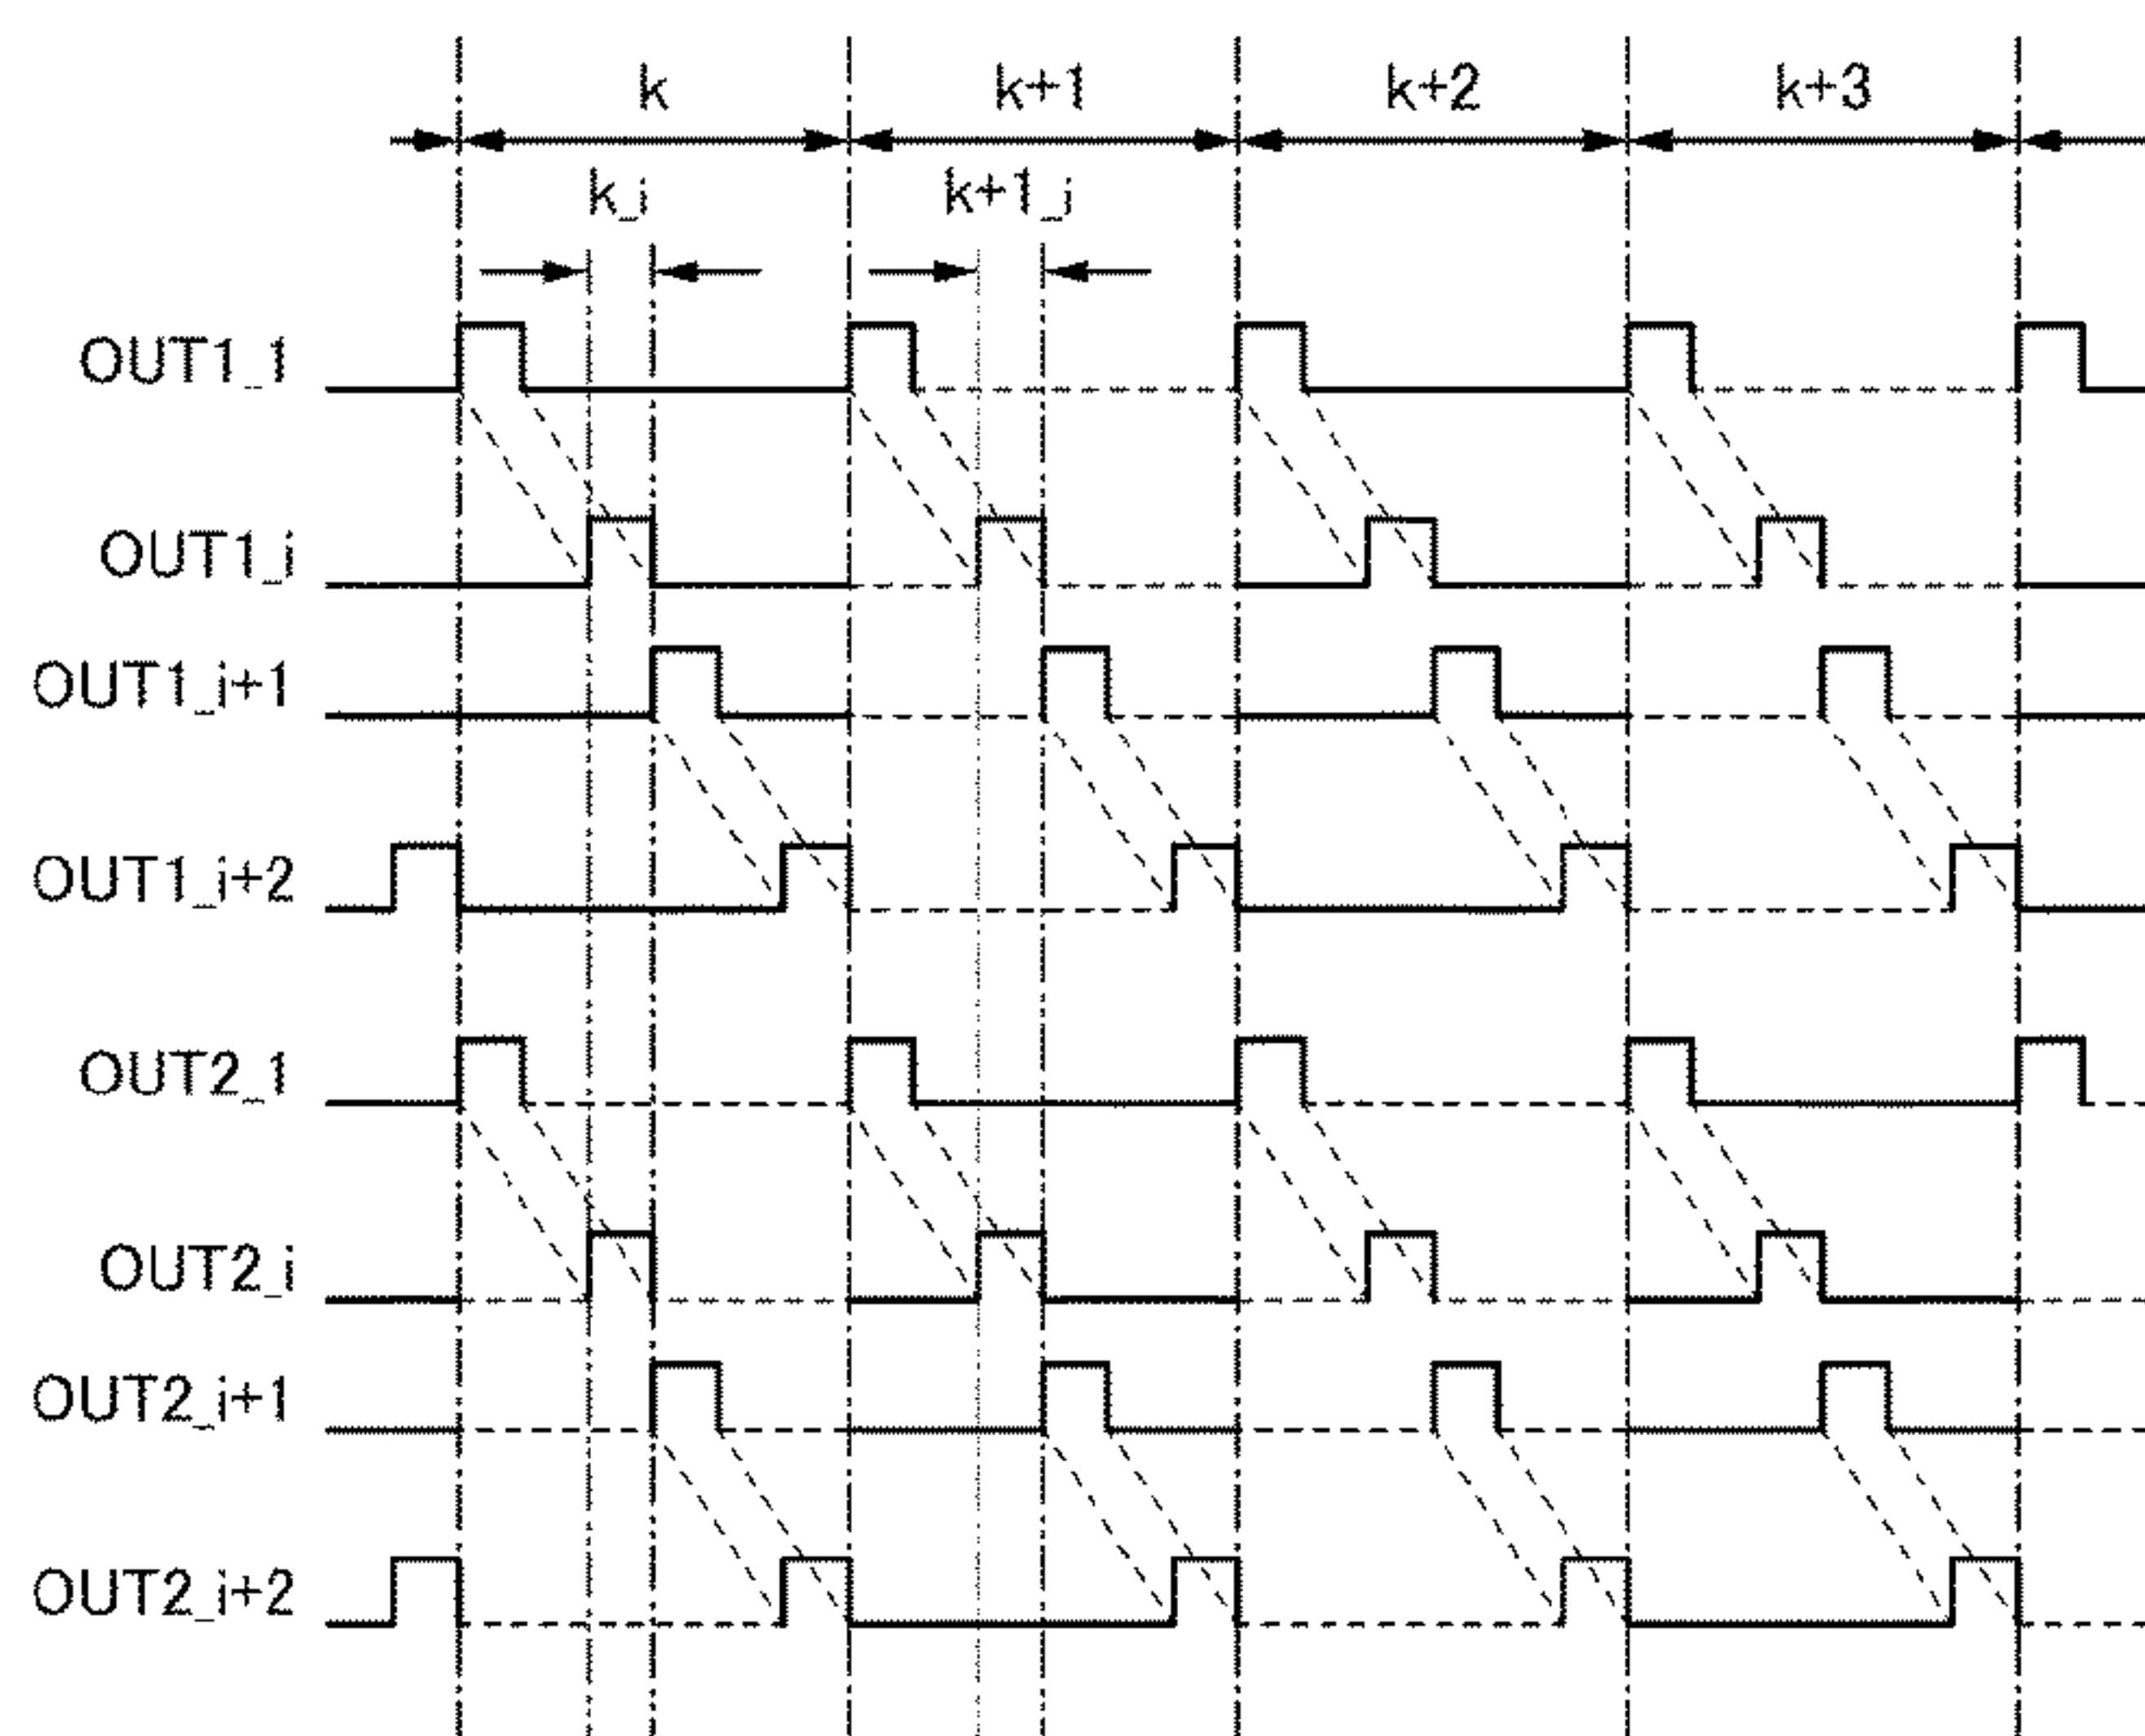 k k+1 k+2 k+3
k_i k+1_i
OUT1_1
OUT1_i
OUT1_i+1
OUT1_i+2
OUT2_1
OUT2_i
OUT2_i+1
OUT2_i+2